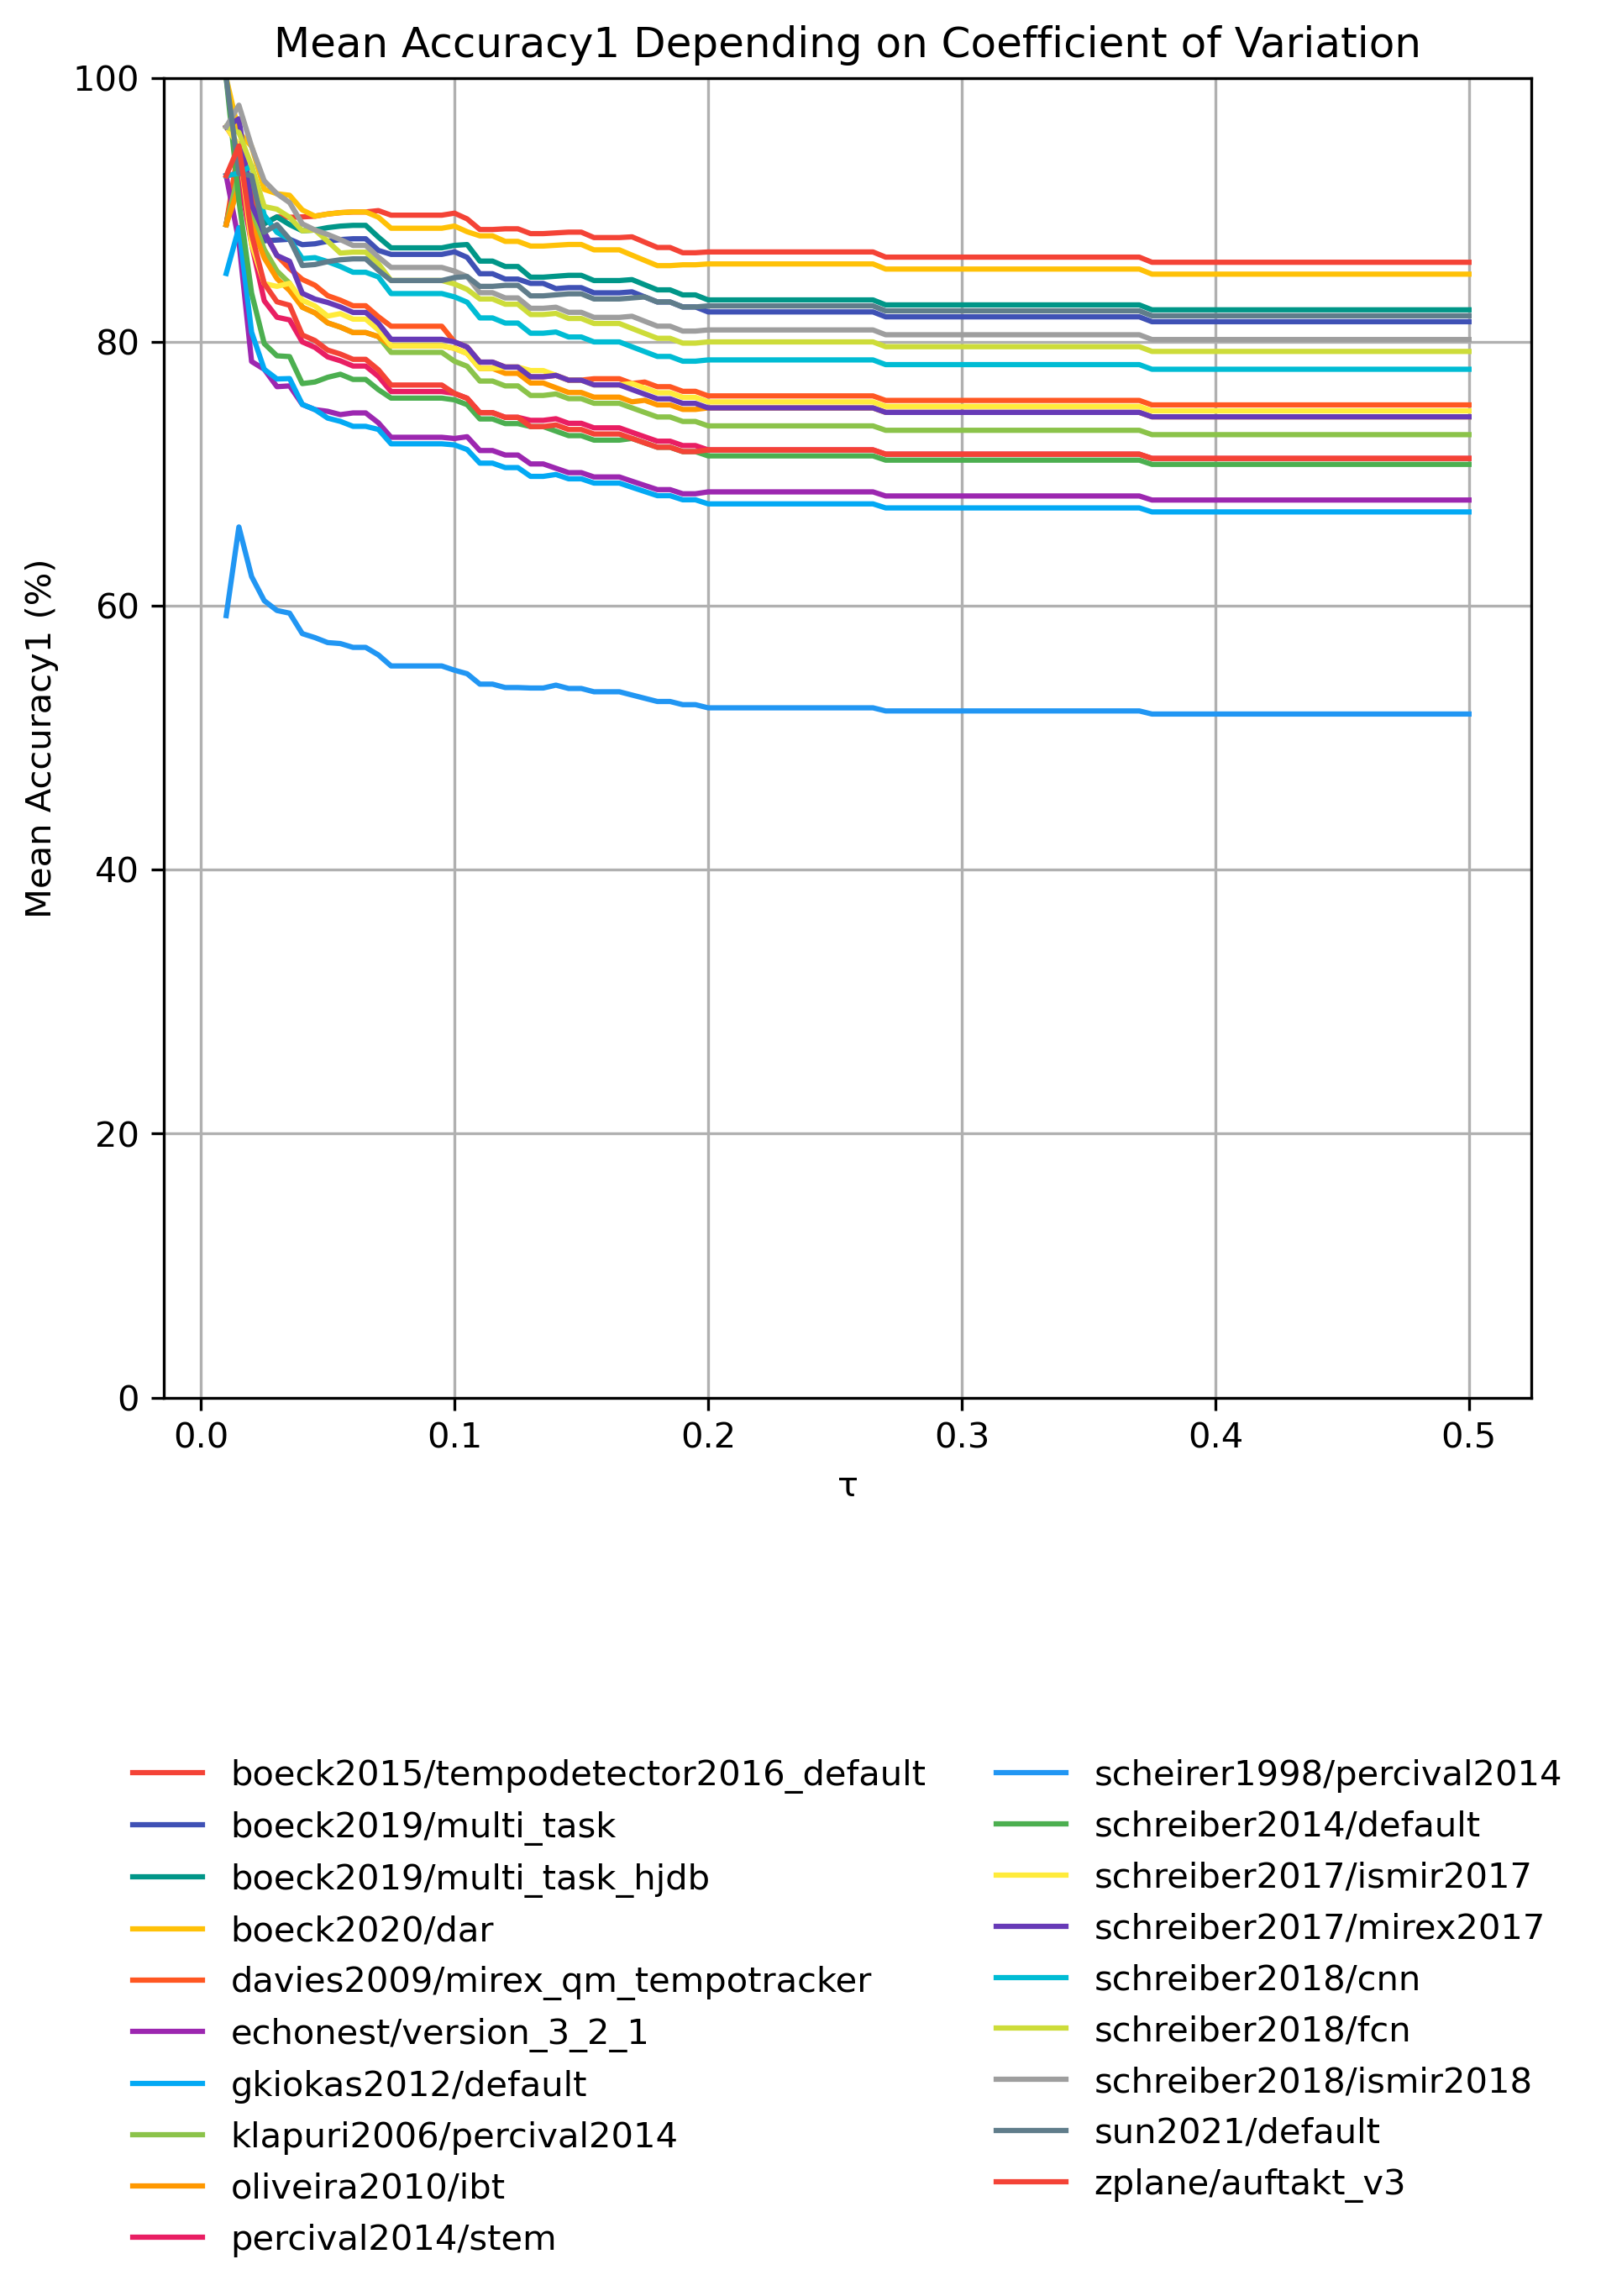 Mean Accuracy1 Depending on Coefficient of Variation
Mean Accuracy1 (%)
100
80
60
40
20
0
0.0 0.1 0.2 0.3 0.4 0.5
τ
boeck2015/tempodetector2016_default
boeck2019/multi_task
boeck2019/multi_task_hjdb
boeck2020/dar
davies2009/mirex_qm_tempotracker
echonest/version_3_2_1
gkiokas2012/default
klapuri2006/percival2014
oliveira2010/ibt
percival2014/stem
scheirer1998/percival2014
schreiber2014/default
schreiber2017/ismir2017
schreiber2017/mirex2017
schreiber2018/cnn
schreiber2018/fcn
schreiber2018/ismir2018
sun2021/default
zplane/auftakt_v3